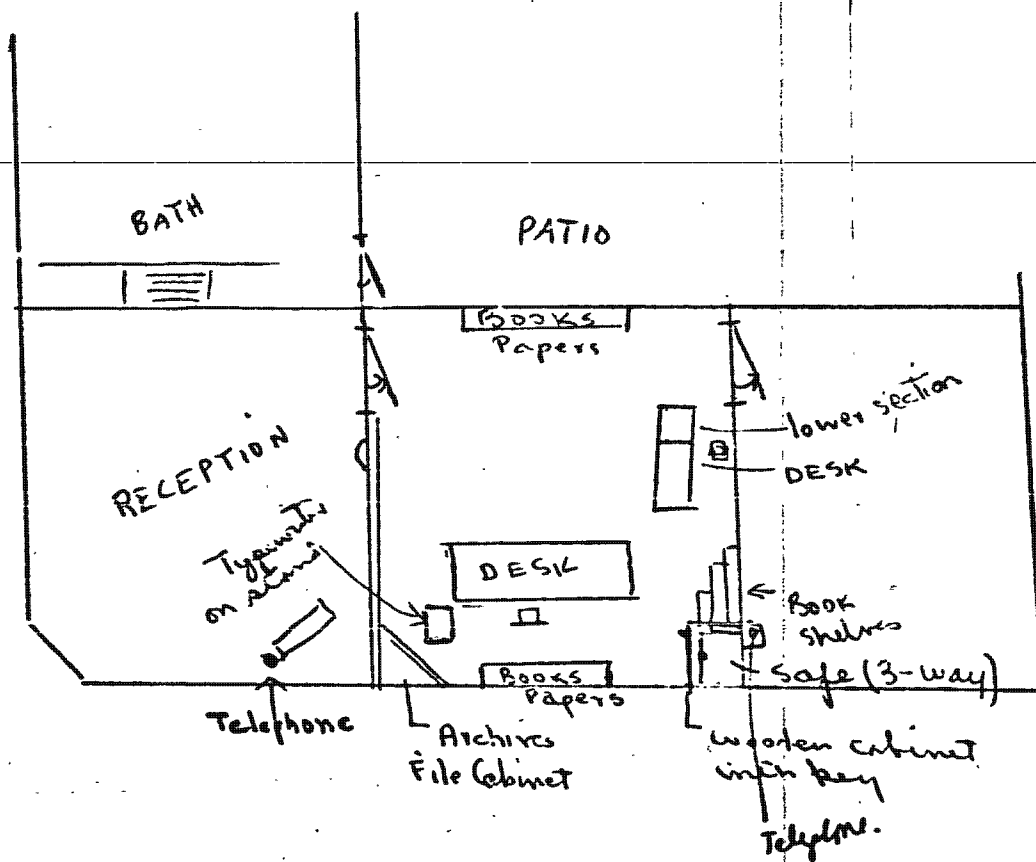 BATH
PATIO
BOOKS
Papers
lower section
DESK
RECEPTION
Typewriter
on stand
DESK
Book
shelves
Safe (3-way)
BOOKS
Papers
Telephone
Archives
File Cabinet
wooden cabinet
with key
Telephone.